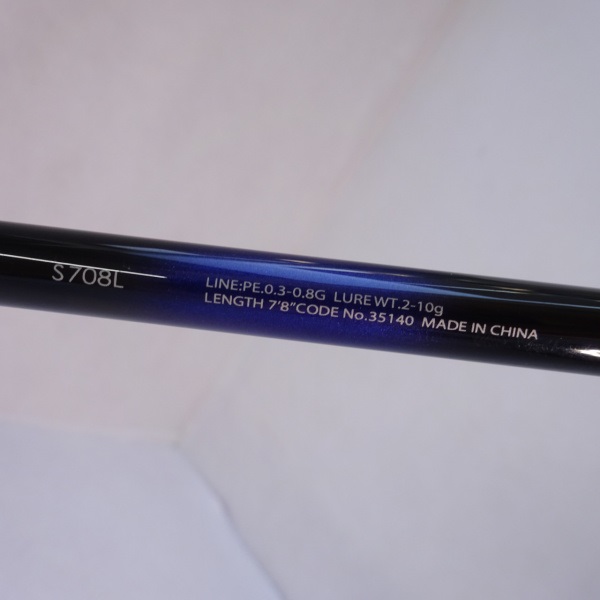 S708L
LINE:PE.0.3-0.8G LURE WT.2-10g
LENGTH 7'8"CODE No.35140 MADE IN CHINA